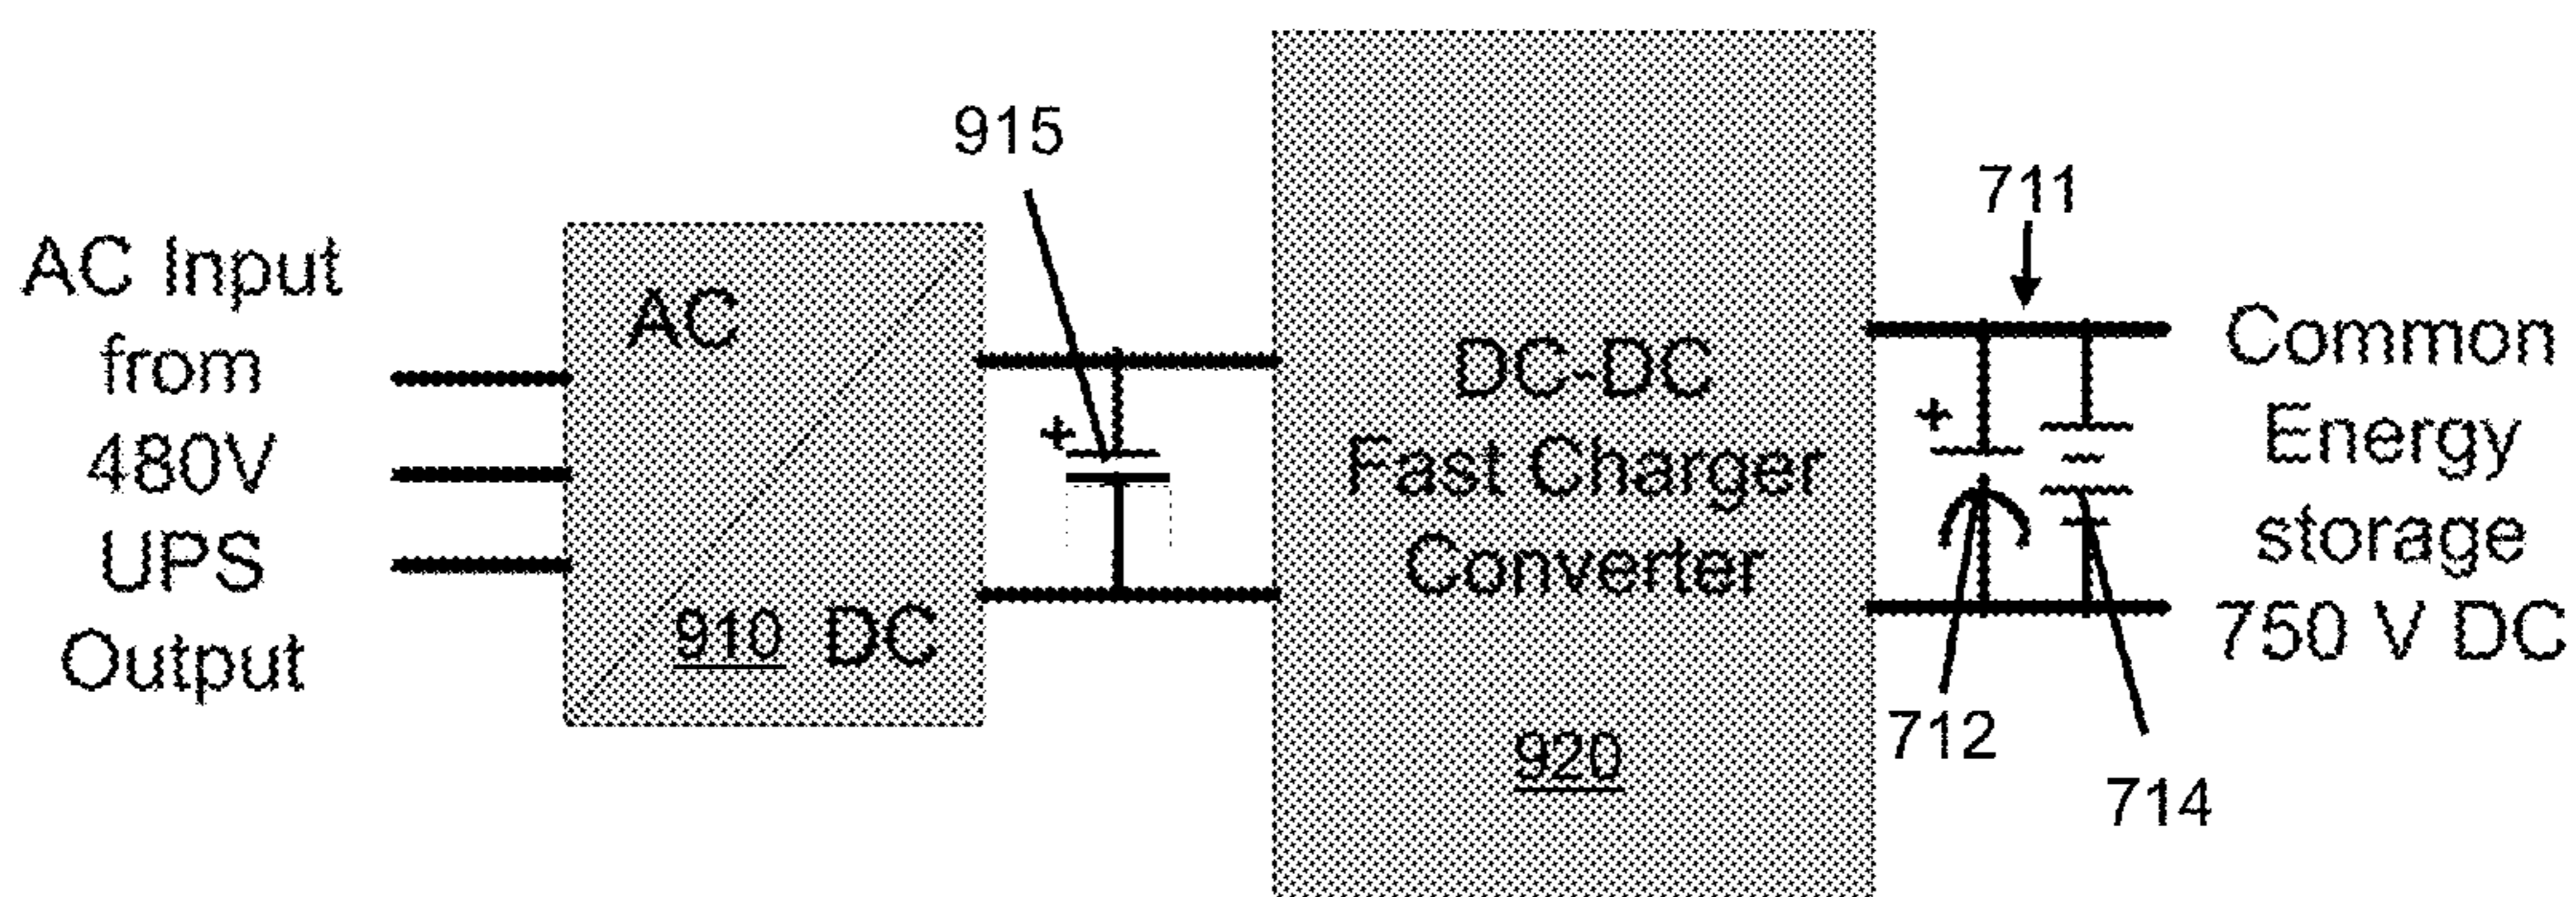 AC Input
from
480V
UPS
Output
AC
910 DC
915
+
DC-DC
Fast Charger
Converter
920
711
+
712
714
Common
Energy
storage
750 V DC